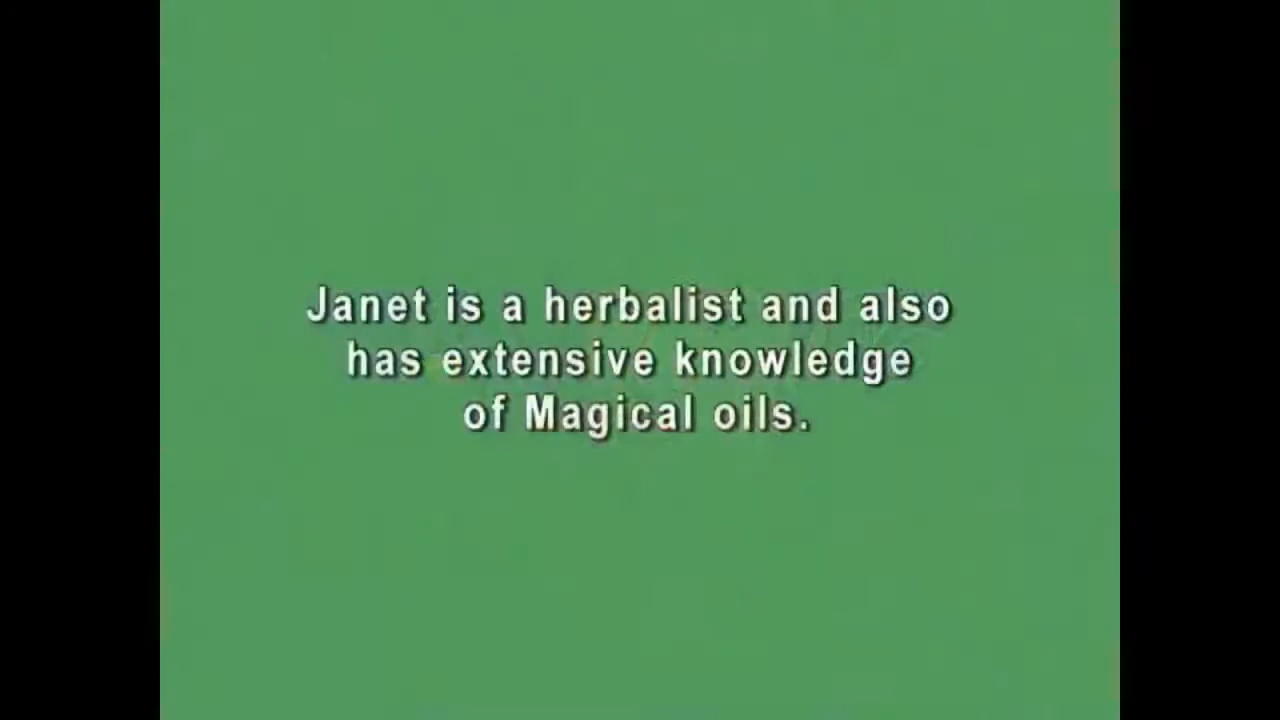 Janet is a herbalist and also
has extensive knowledge
of Magical oils.